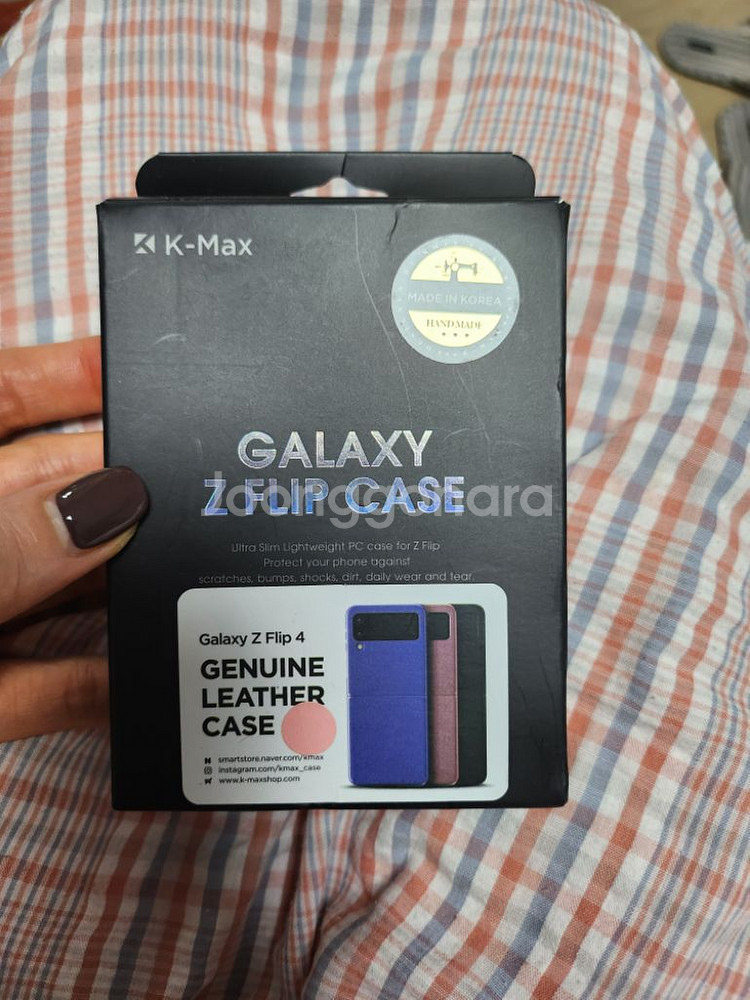 K-Max
MADE IN KOREA
HANDMADE
GALAXY
Z FLIP CASE
Joonggonara
Ultra Slim Lightweight PC case for Z Flip
Protect your phone against
scratches, bumps, shocks, dirt, daily wear and tear.
Galaxy Z Flip 4
GENUINE
LEATHER
CASE
smartstore.naver.com/kmax
instagram.com/kmax_case
www.k-maxshop.com